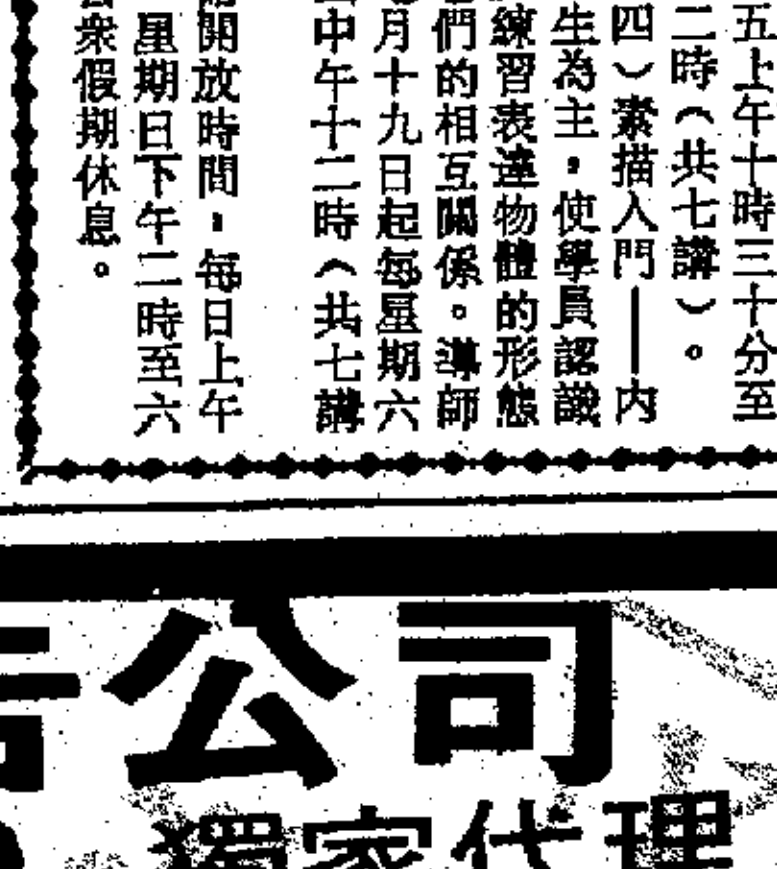 五上午十時三十分至
二時（共七講）。
四）素描入門——内
生為主，使學員認識
練習表達物體的形態
們的相互關係。導師
月十九日起每星期六
中午十二時（共七講
開放時間，每日上午
星期日下午二時至六
衆假期休息。
公司
獨家代理